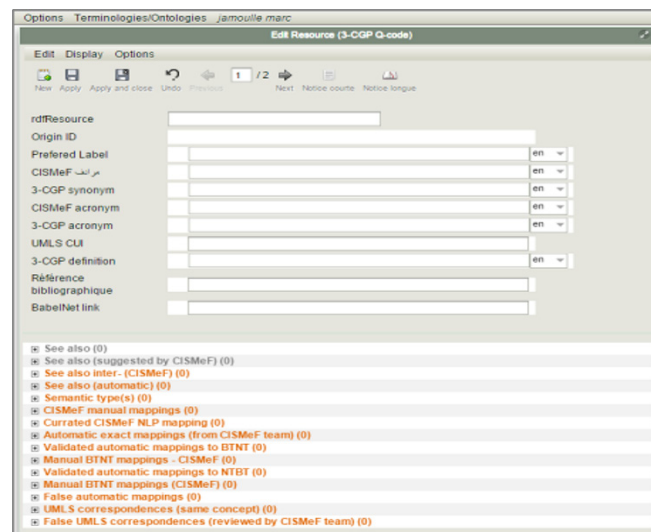 Options Terminologies/Ontologies jamoulle marc
Edit Resource (3-CGP Q-code)
Edit Display Options
1 /2
New Apply Apply and close Undo Previous Next Notice courte Notice longue
rdfResource
Origin ID
Prefered Label en
CISMeF مرادف en
3-CGP synonym en
CISMeF acronym en
3-CGP acronym en
UMLS CUI
3-CGP definition en
Référence
bibliographique
BabelNet link
See also (0)
See also (suggested by CISMeF) (0)
See also inter- (CISMeF) (0)
See also (automatic) (0)
Semantic type(s) (0)
CISMeF manual mappings (0)
Currated CISMeF NLP mapping (0)
Automatic exact mappings (from CISMeF team) (0)
Validated automatic mappings to BTNT (0)
Manual BTNT mappings - CISMeF (0)
Validated automatic mappings to NTBT (0)
Manual BTNT mappings (CISMeF) (0)
False automatic mappings (0)
UMLS correspondences (same concept) (0)
False UMLS correspondences (reviewed by CISMeF team) (0)